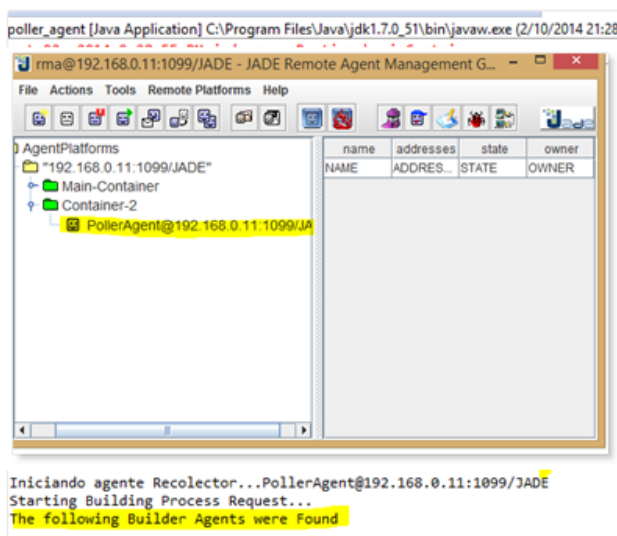 poller_agent [Java Application] C:\Program Files\Java\jdk1.7.0_51\bin\javaw.exe (2/10/2014 21:28
rma@192.168.0.11:1099/JADE - JADE Remote Agent Management G...
File Actions Tools Remote Platforms Help
Jade
AgentPlatforms
"192.168.0.11:1099/JADE"
Main-Container
Container-2
PollerAgent@192.168.0.11:1099/JA
name addresses state owner
NAME ADDRES... STATE OWNER
Iniciando agente Recolector...PollerAgent@192.168.0.11:1099/JADE
Starting Building Process Request...
The following Builder Agents were Found